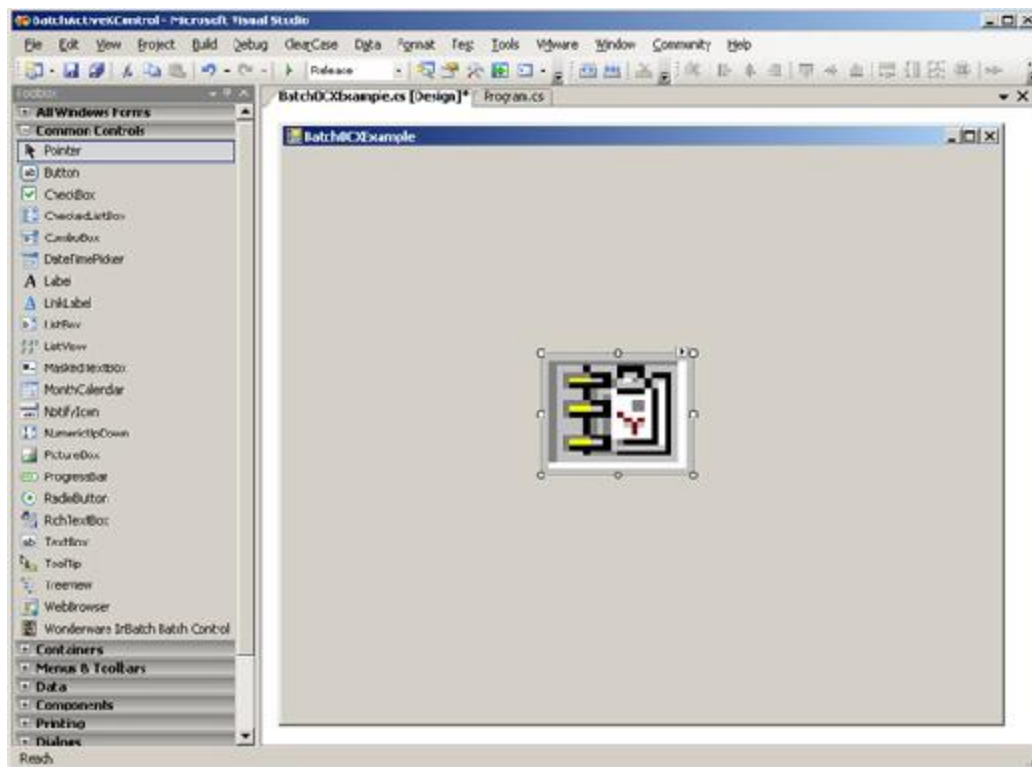 BatchActiveXControl - Microsoft Visual Studio
File Edit View Project Build Debug ClearCase Data Format Test Tools VMware Window Community Help
Release
Toolbox
BatchOCXExample.cs [Design]* Program.cs
All Windows Forms
Common Controls
Pointer
Button
CheckBox
CheckedListBox
ComboBox
DateTimePicker
Label
LinkLabel
ListBox
ListView
MaskedTextBox
MonthCalendar
NotifyIcon
NumericUpDown
PictureBox
ProgressBar
RadioButton
RichTextBox
TextBox
ToolTip
TreeView
WebBrowser
Wonderware InBatch Batch Control
Containers
Menus & Toolbars
Data
Components
Printing
Dialogs
BatchOCXExample
Ready